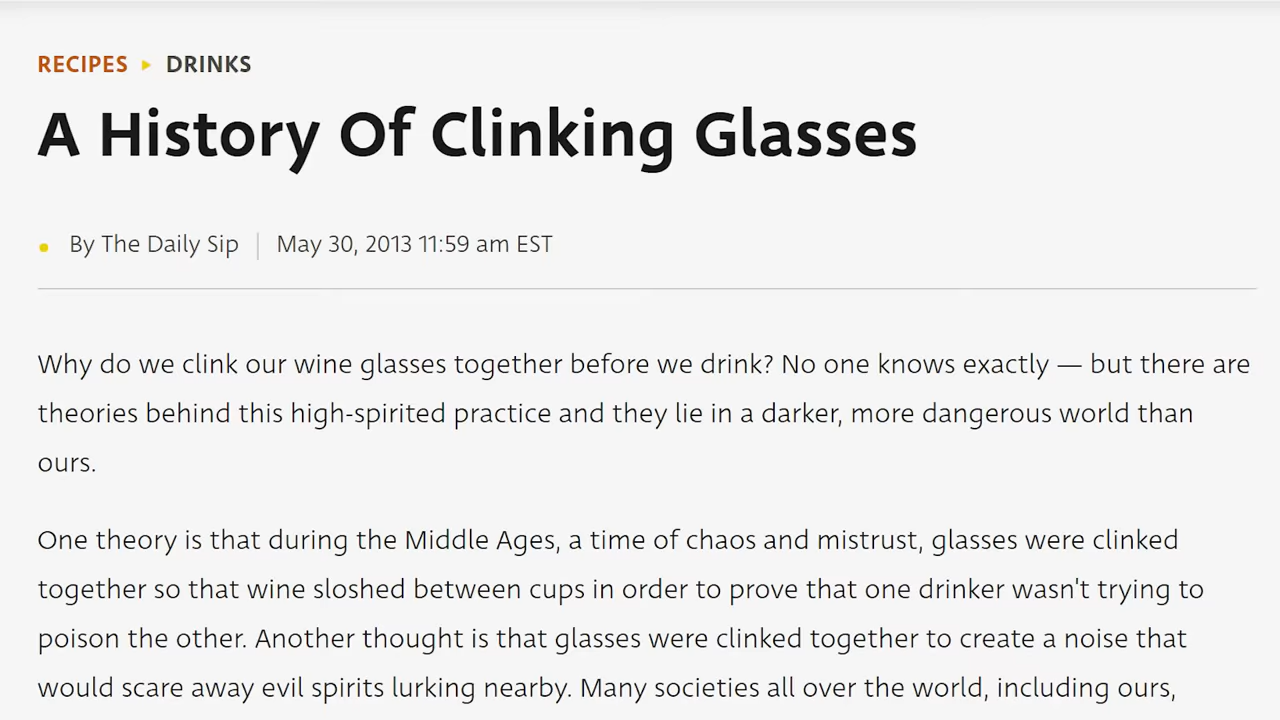 RECIPES ▸ DRINKS
A History Of Clinking Glasses
By The Daily Sip | May 30, 2013 11:59 am EST
Why do we clink our wine glasses together before we drink? No one knows exactly — but there are
theories behind this high-spirited practice and they lie in a darker, more dangerous world than
ours.
One theory is that during the Middle Ages, a time of chaos and mistrust, glasses were clinked
together so that wine sloshed between cups in order to prove that one drinker wasn't trying to
poison the other. Another thought is that glasses were clinked together to create a noise that
would scare away evil spirits lurking nearby. Many societies all over the world, including ours,